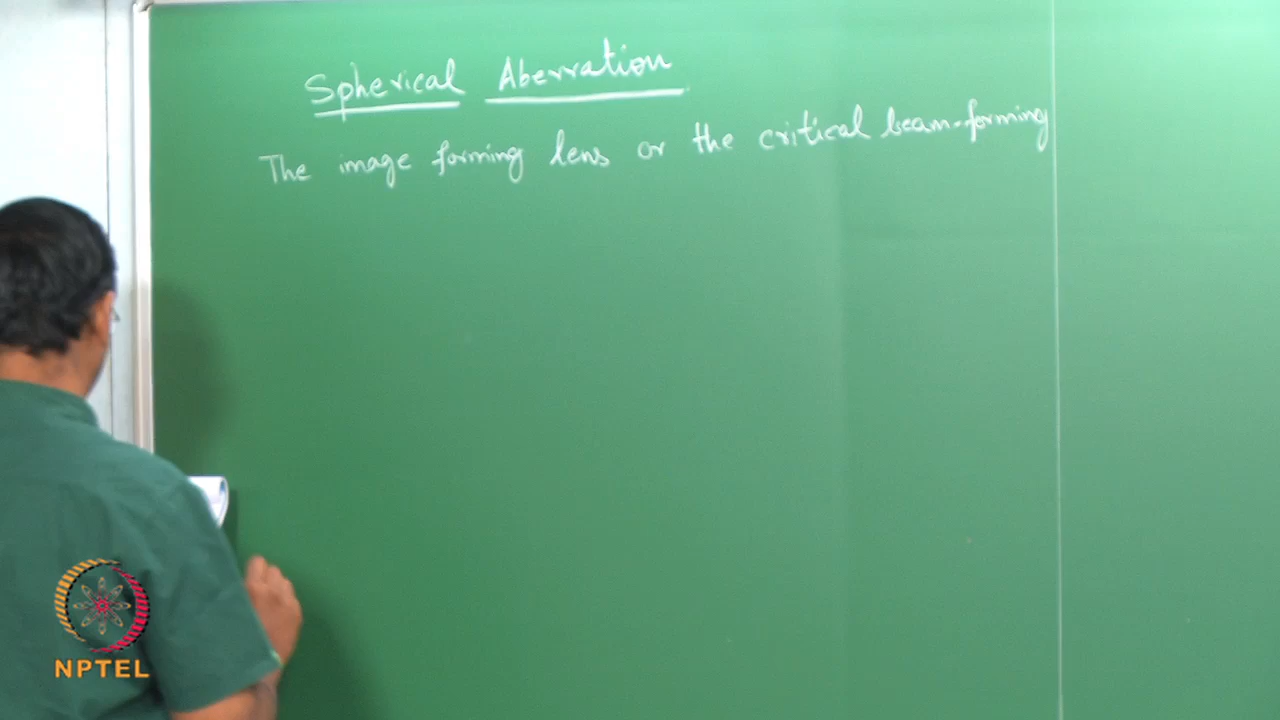 Spherical Aberration
The image forming lens or the critical beam-forming
NPTEL